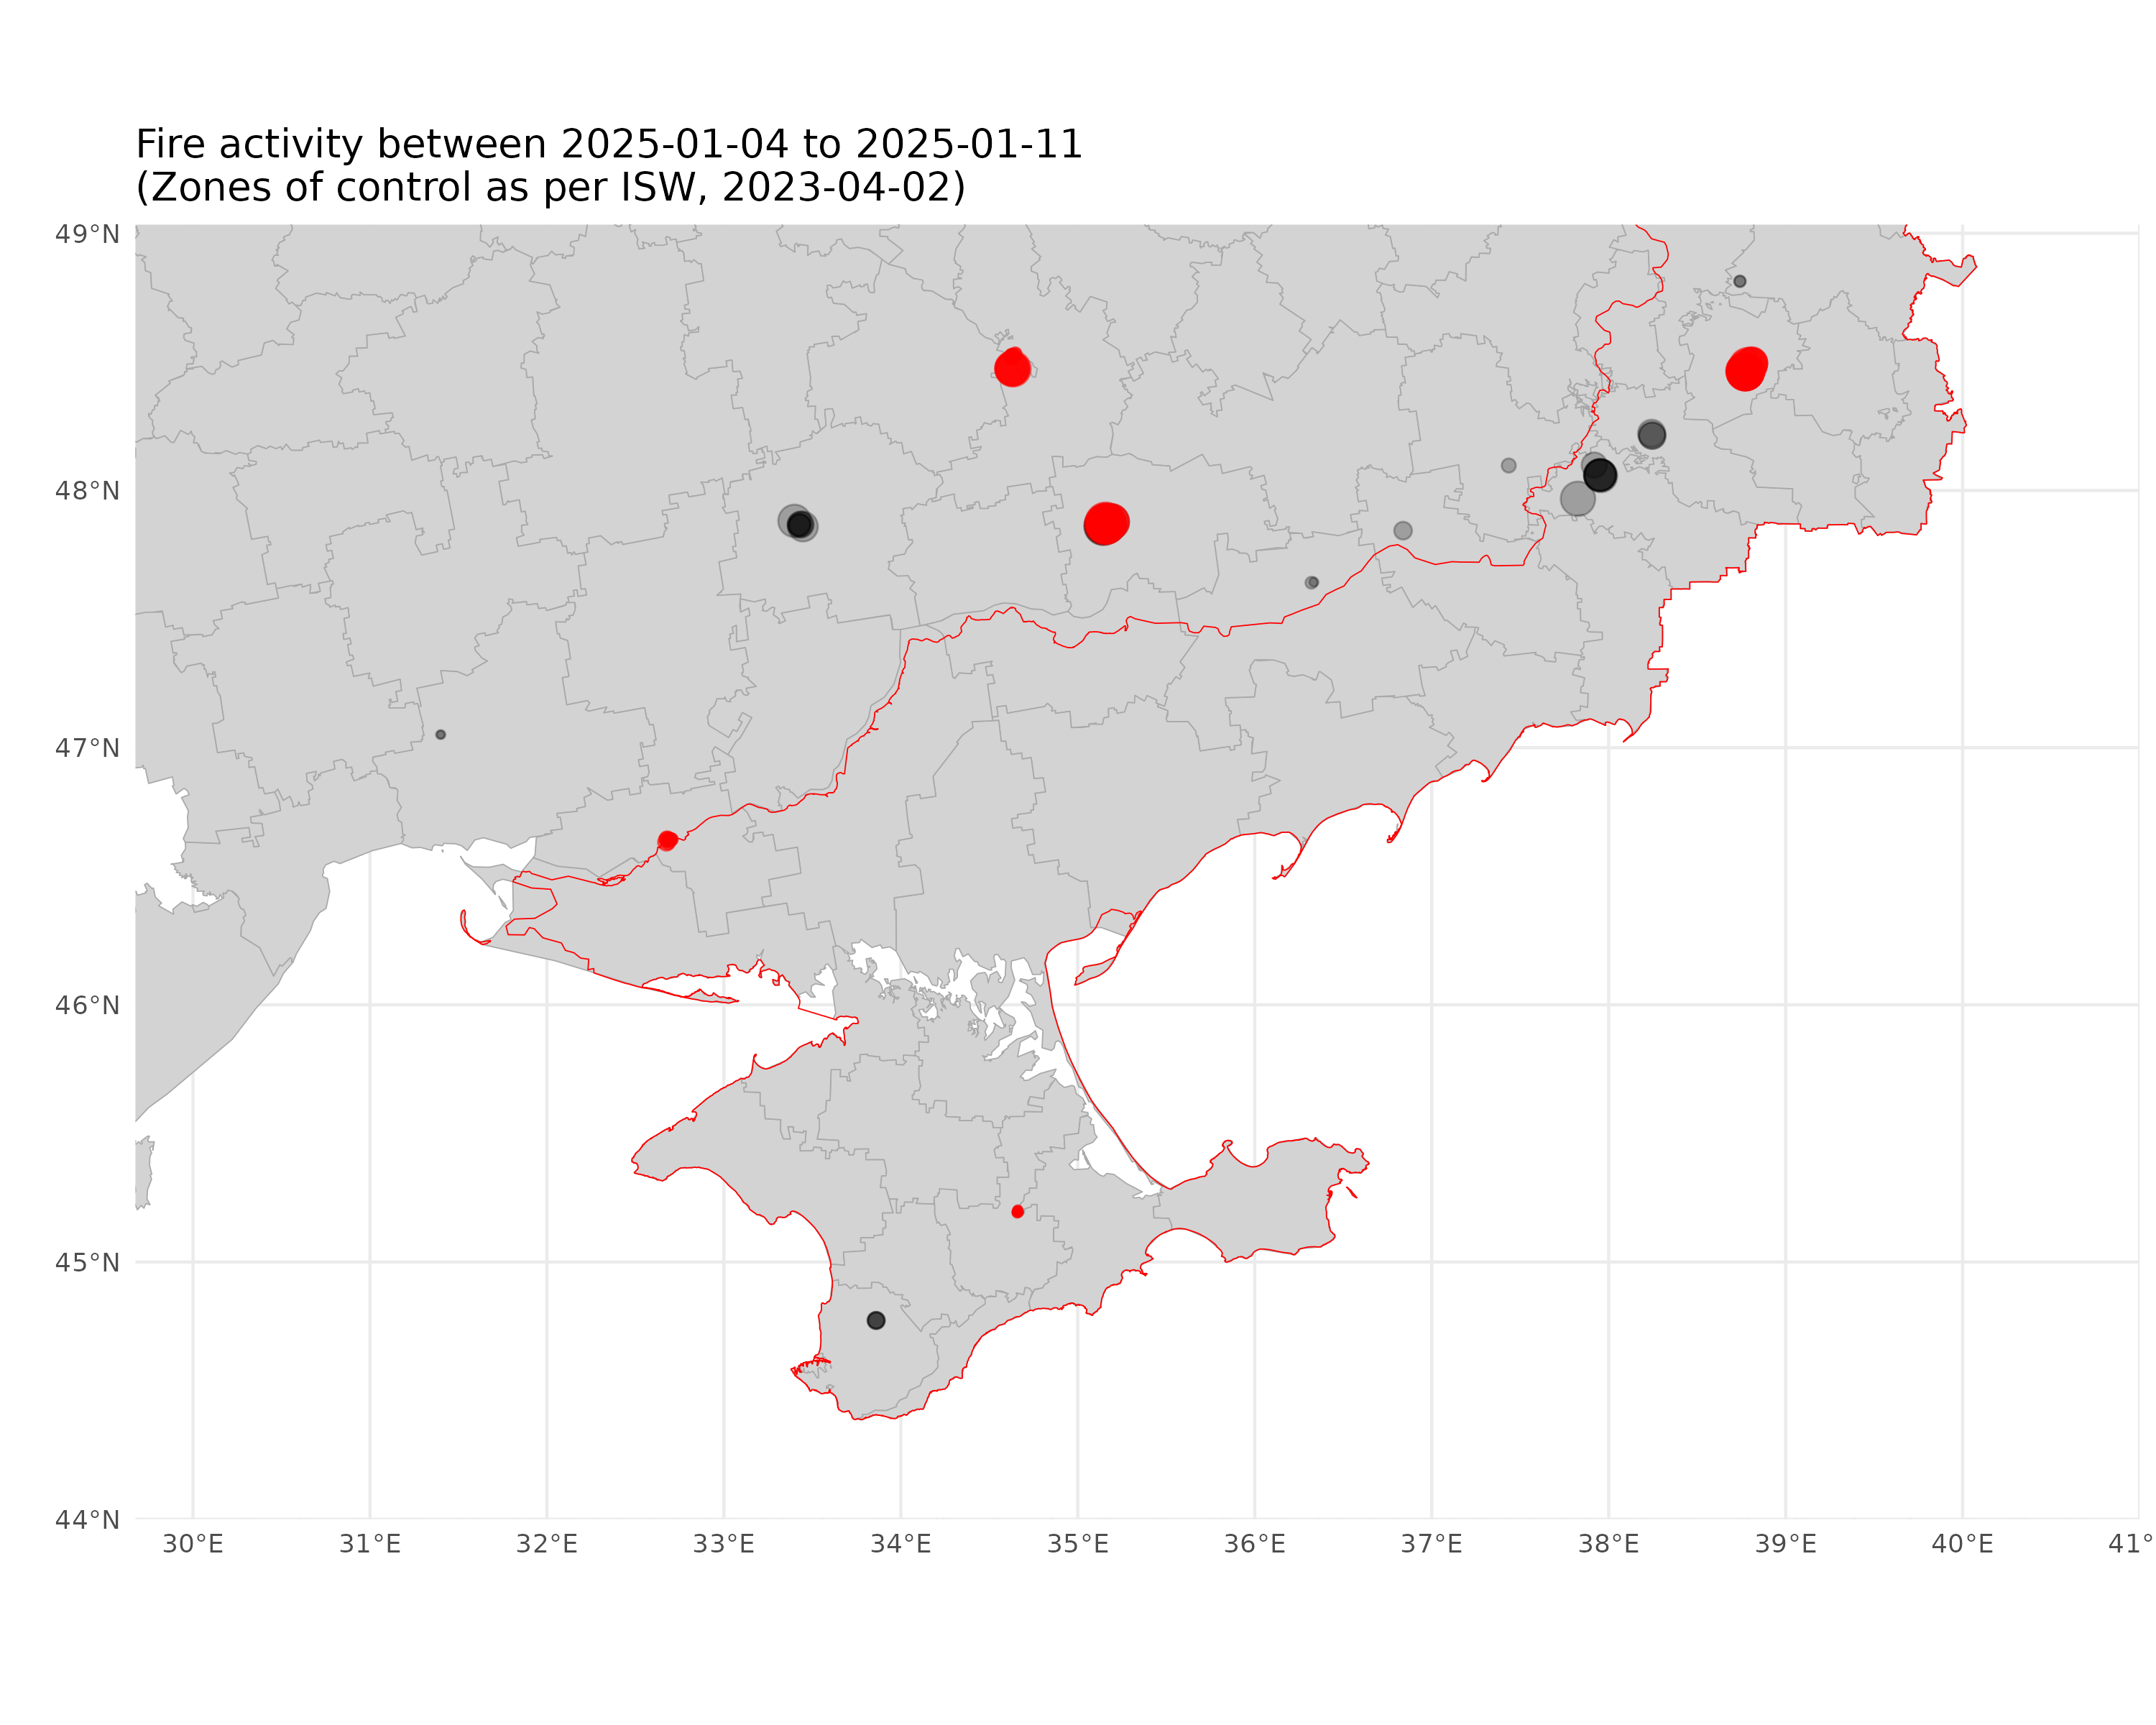 Fire activity between 2025-01-04 to 2025-01-11
(Zones of control as per ISW, 2023-04-02)
49°N
48°N
47°N
46°N
45°N
44°N
30°E
31°E
32°E
33°E
34°E
35°E
36°E
37°E
38°E
39°E
40°E
41°